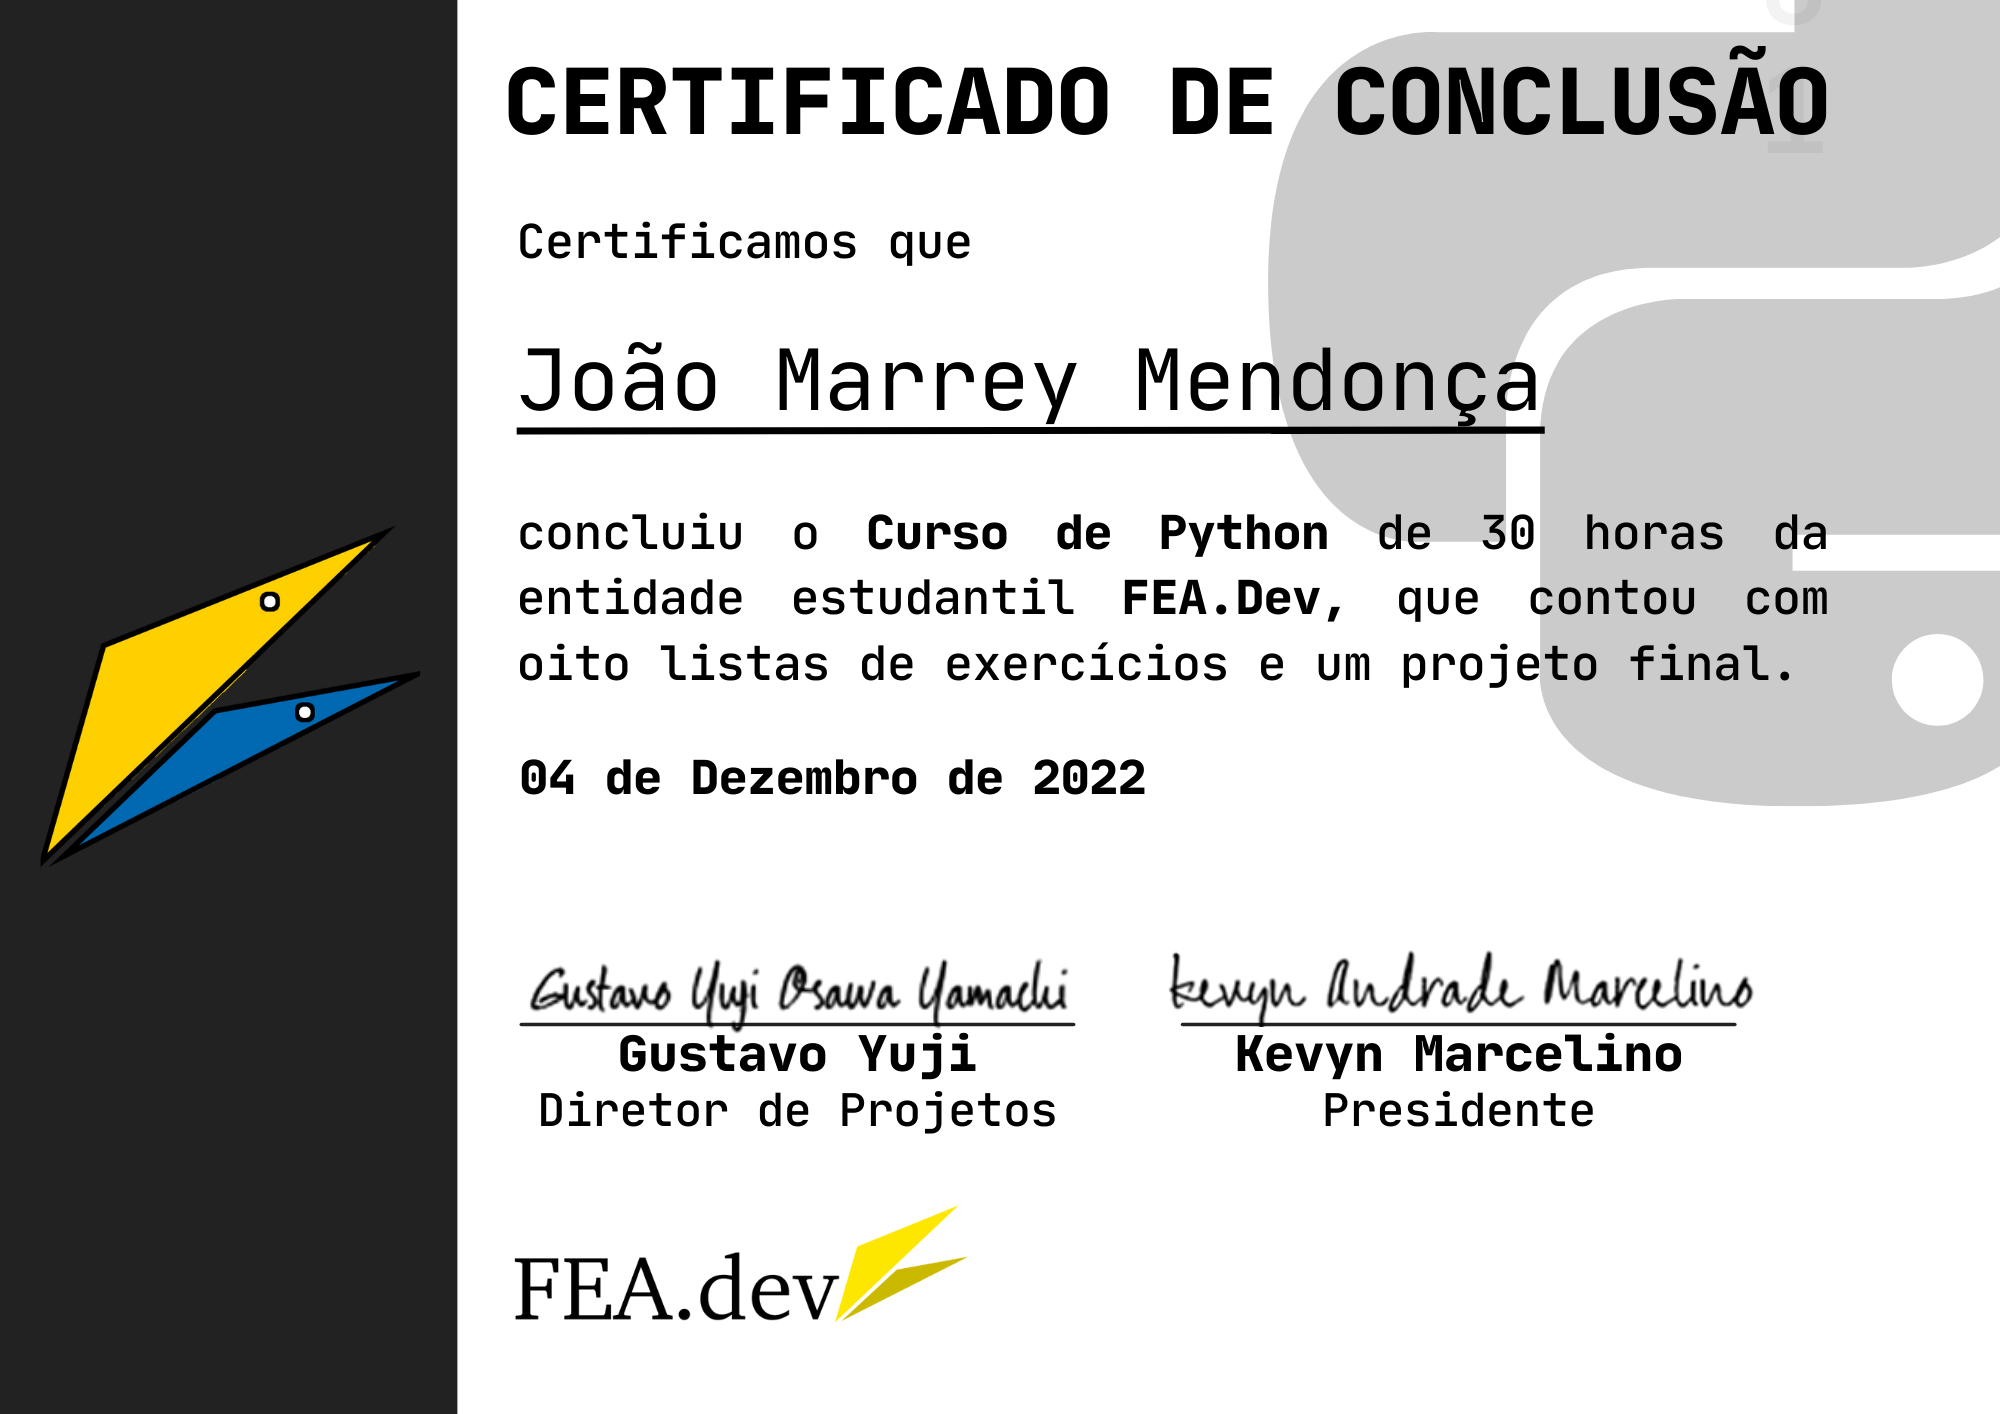 CERTIFICADO DE CONCLUSÃO
Certificamos que
João Marrey Mendonça
concluiu o Curso de Python de 30 horas da
entidade estudantil FEA.Dev, que contou com
oito listas de exercícios e um projeto final.
04 de Dezembro de 2022
Gustavo Yuji Osawa Yamachi
Kevyn Andrade Marcelino
Gustavo Yuji
Kevyn Marcelino
Diretor de Projetos
Presidente
FEA.dev